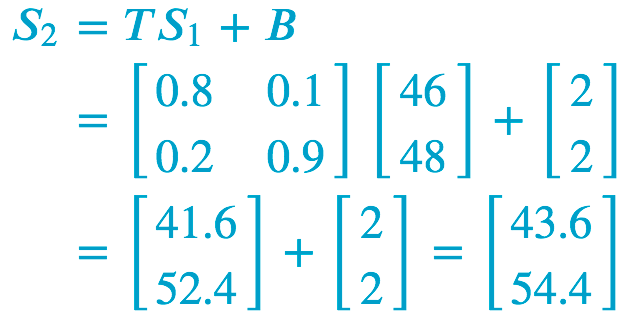 S₂ = TS₁ + B
= [0.8 0.1; 0.2 0.9] [46; 48] + [2; 2]
= [41.6; 52.4] + [2; 2] = [43.6; 54.4]